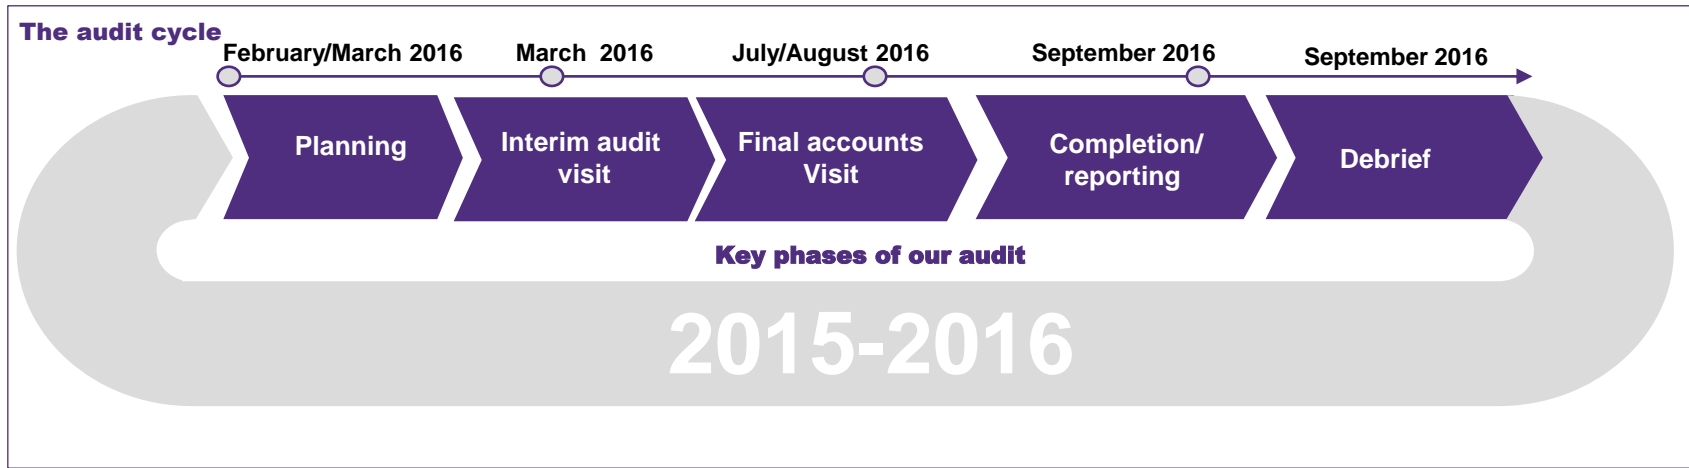 The audit cycle
February/March 2016
March 2016
July/August 2016
September 2016
September 2016
Planning
Interim audit
visit
Final accounts
Visit
Completion/
reporting
Debrief
Key phases of our audit
2015-2016